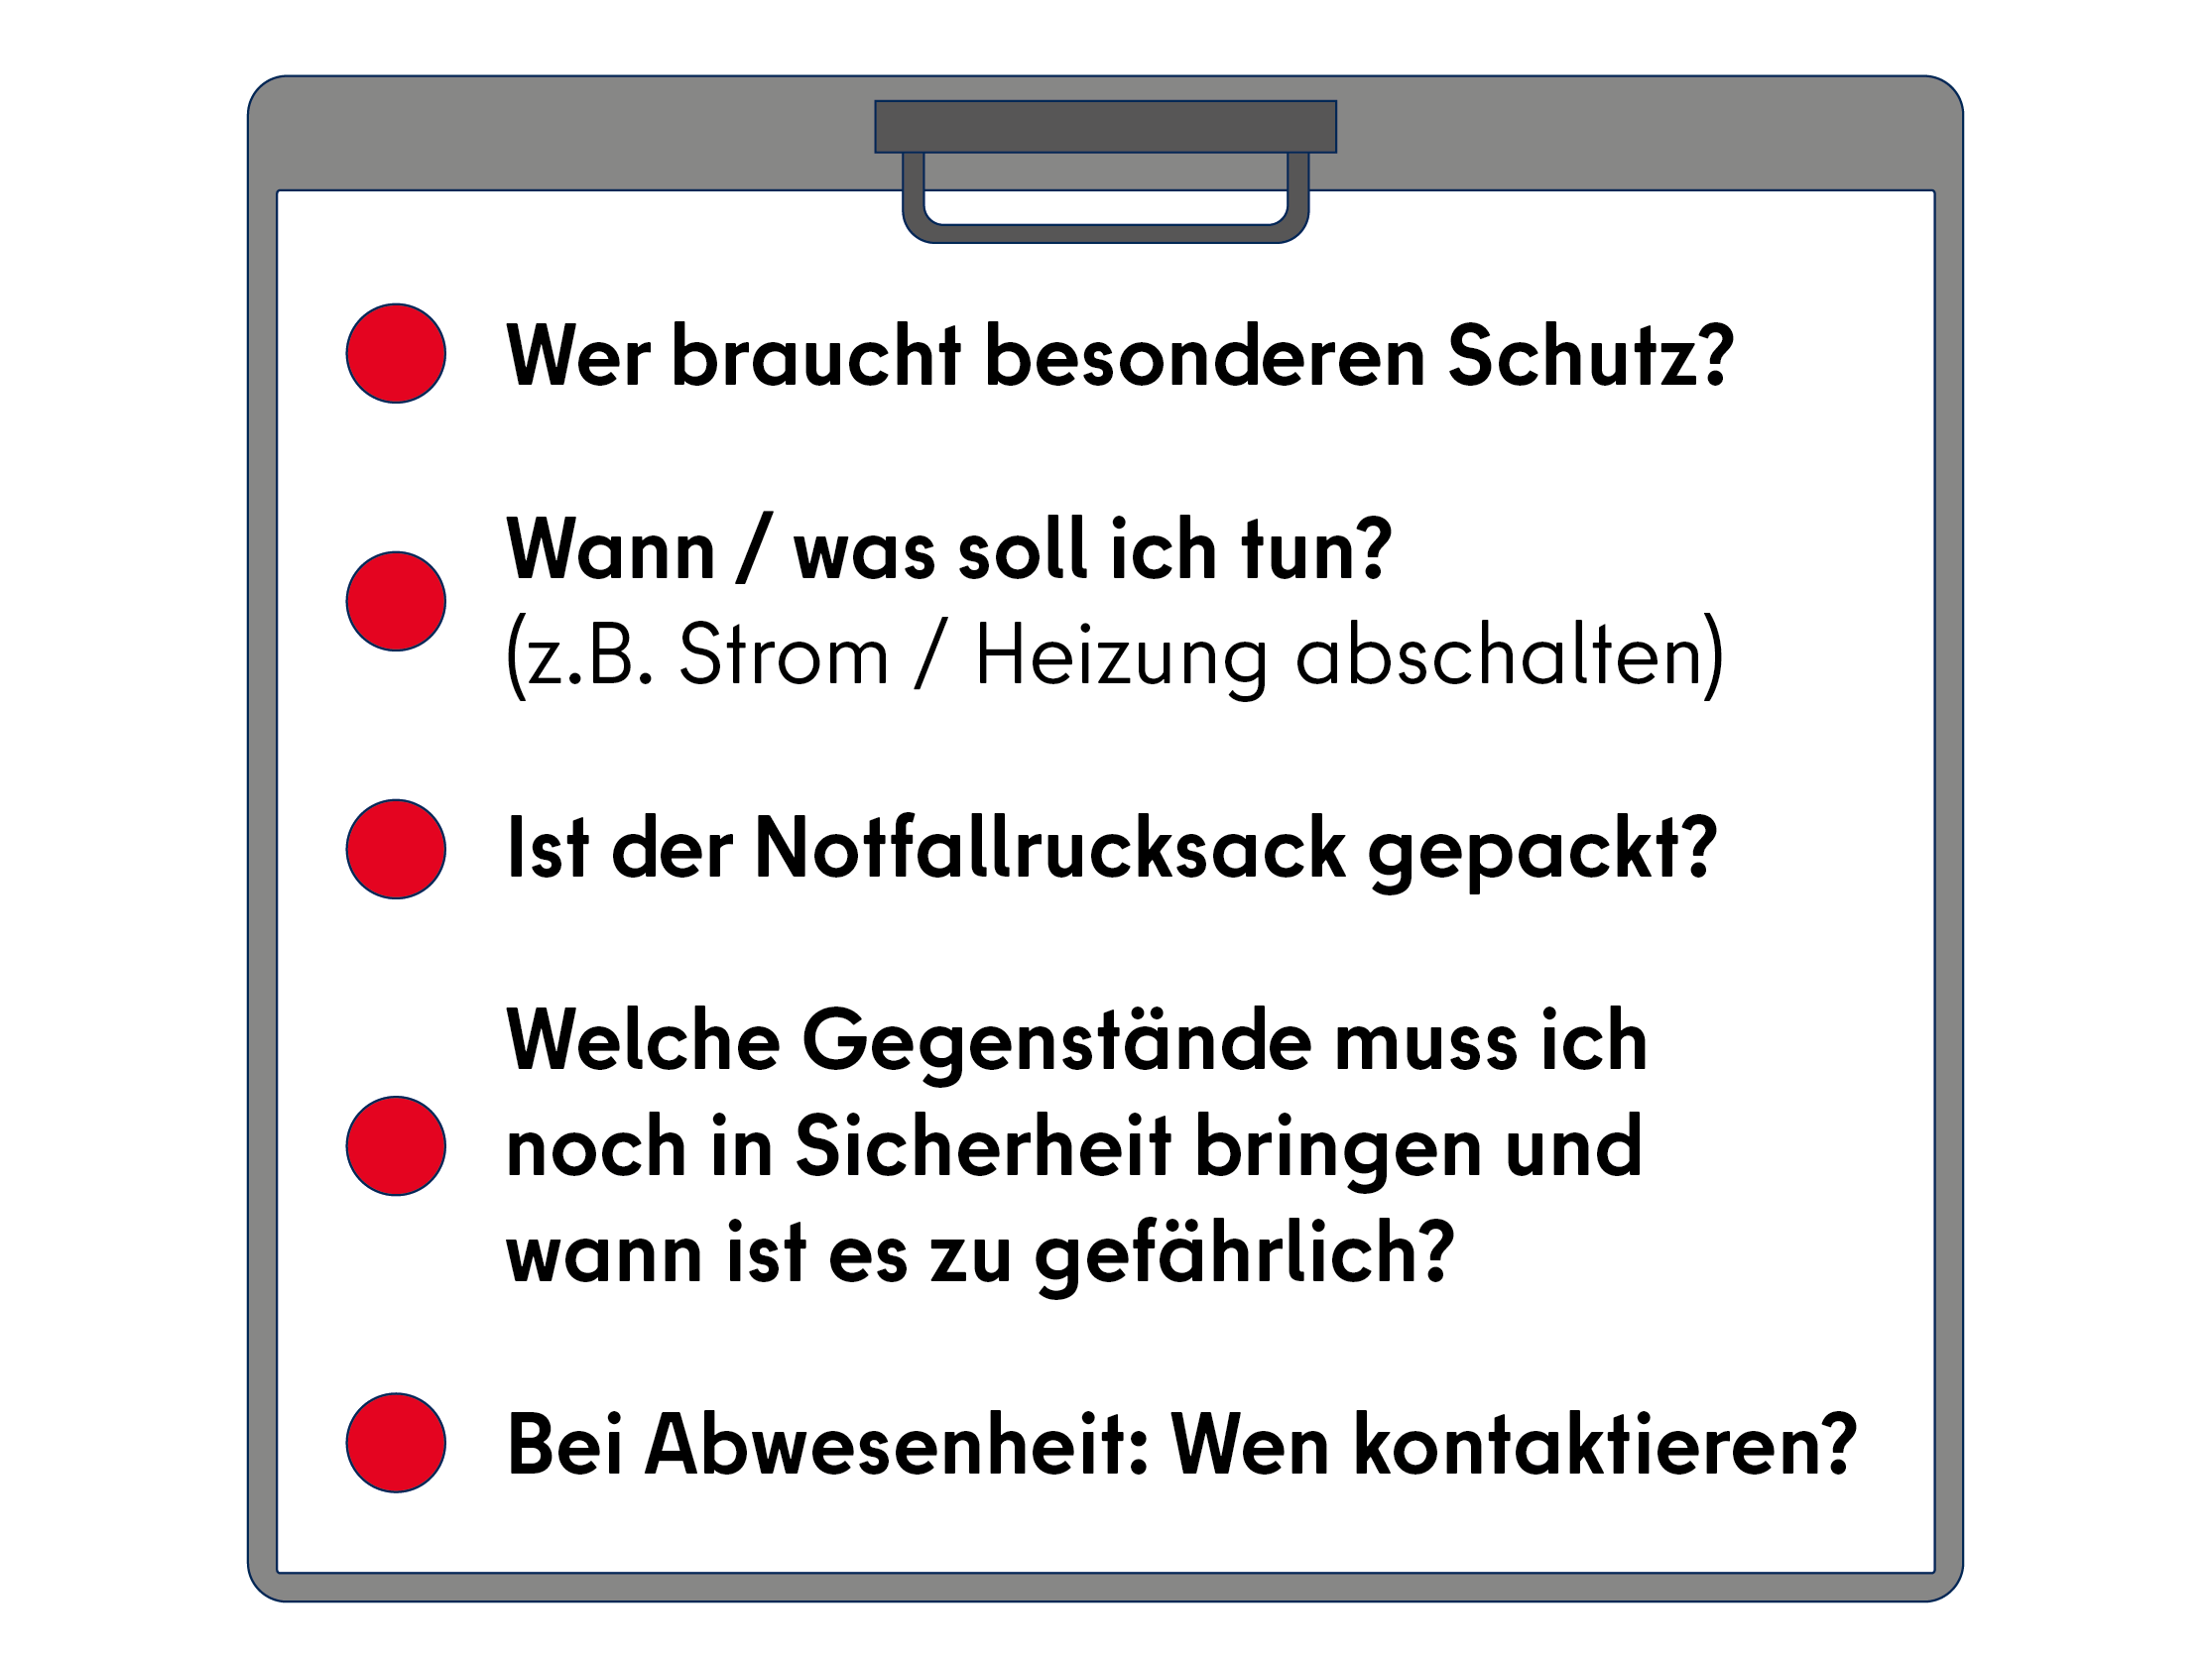 Wer braucht besonderen Schutz?
Wann / was soll ich tun?
(z.B. Strom / Heizung abschalten)
Ist der Notfallrucksack gepackt?
Welche Gegenstände muss ich
noch in Sicherheit bringen und
wann ist es zu gefährlich?
Bei Abwesenheit: Wen kontaktieren?